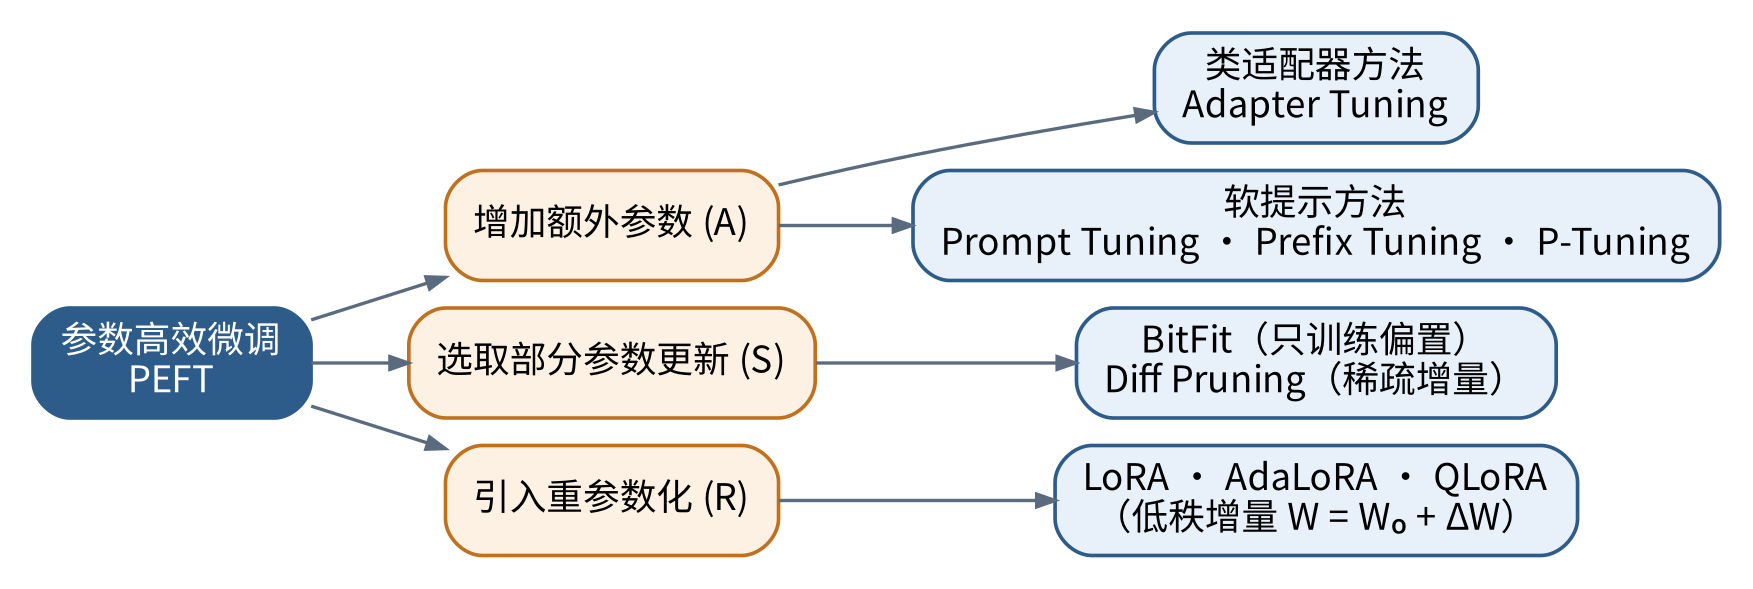 参数高效微调
PEFT
增加额外参数 (A)
选取部分参数更新 (S)
引入重参数化 (R)
类适配器方法
Adapter Tuning
软提示方法
Prompt Tuning · Prefix Tuning · P-Tuning
BitFit（只训练偏置）
Diff Pruning（稀疏增量）
LoRA · AdaLoRA · QLoRA
（低秩增量 W = W₀ + ΔW）